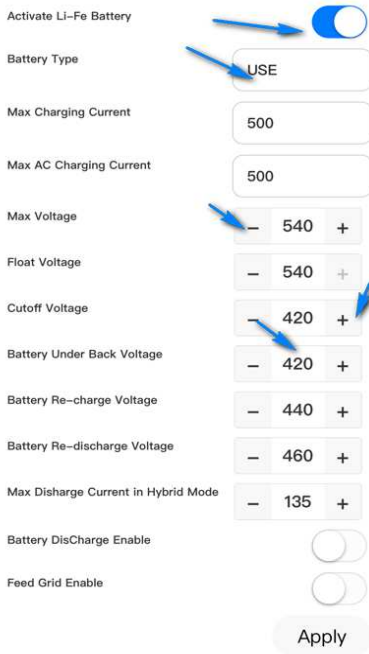 Activate Li-Fe Battery
Battery Type USE
Max Charging Current 500
Max AC Charging Current 500
Max Voltage − 540 +
Float Voltage − 540 +
Cutoff Voltage − 420 +
Battery Under Back Voltage − 420 +
Battery Re-charge Voltage − 440 +
Battery Re-discharge Voltage − 460 +
Max Disharge Current in Hybrid Mode − 135 +
Battery DisCharge Enable
Feed Grid Enable
Apply